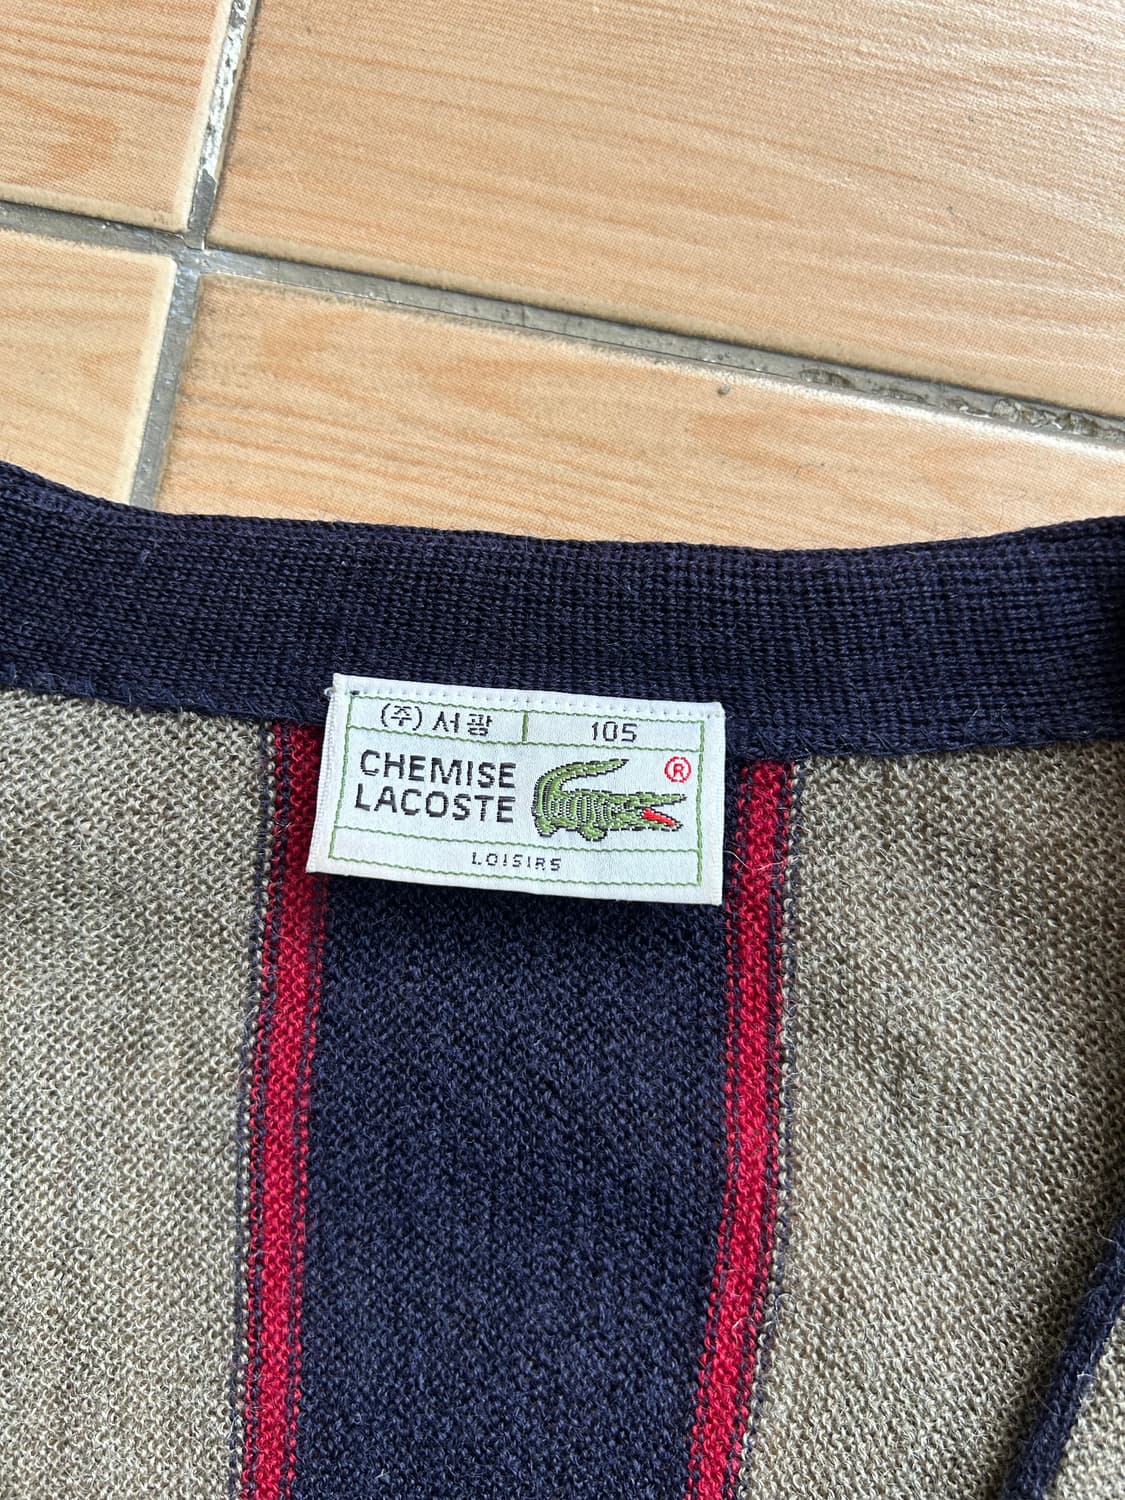 (주)서광 105
CHEMISE
LACOSTE ®
LOISIRS